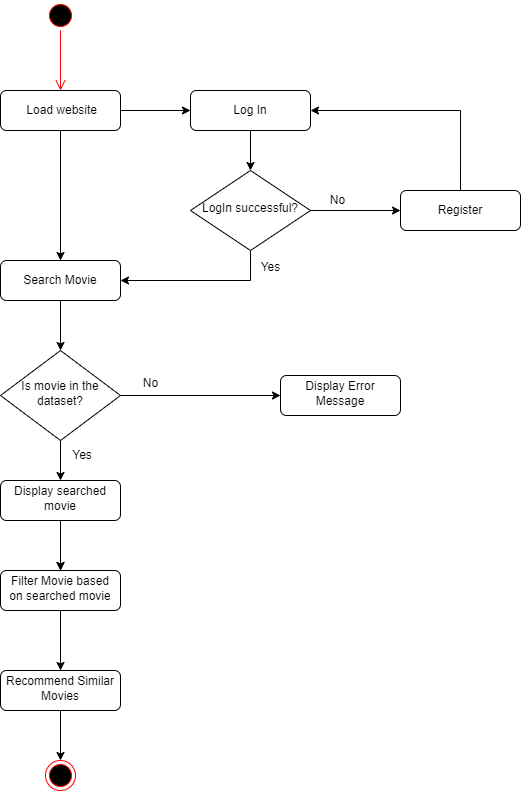 Load website
Log In
LogIn successful?
No
Register
Yes
Search Movie
Is movie in the
dataset?
No
Display Error
Message
Yes
Display searched
movie
Filter Movie based
on searched movie
Recommend Similar
Movies